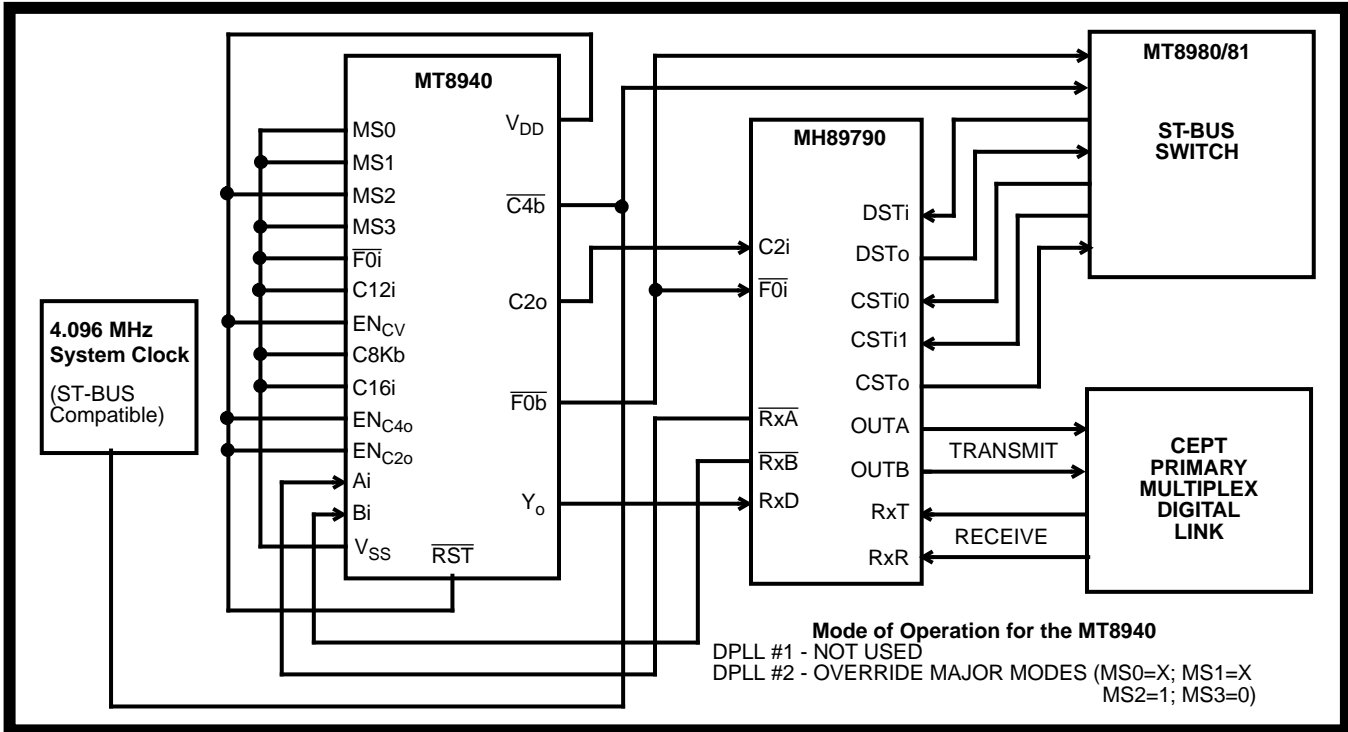 MT8940
MS0
MS1
MS2
MS3
F0i
C12i
ENCV
C8Kb
C16i
ENC4o
ENC2o
Ai
Bi
VSS
VDD
C4b
C2o
F0b
Yo
RST
4.096 MHz
System Clock
(ST-BUS
Compatible)
MH89790
C2i
F0i
RxA
RxB
RxD
DSTi
DSTo
CSTi0
CSTi1
CSTo
OUTA
OUTB
RxT
RxR
TRANSMIT
RECEIVE
MT8980/81
ST-BUS
SWITCH
CEPT
PRIMARY
MULTIPLEX
DIGITAL
LINK
Mode of Operation for the MT8940
DPLL #1 - NOT USED
DPLL #2 - OVERRIDE MAJOR MODES (MS0=X; MS1=X
MS2=1; MS3=0)